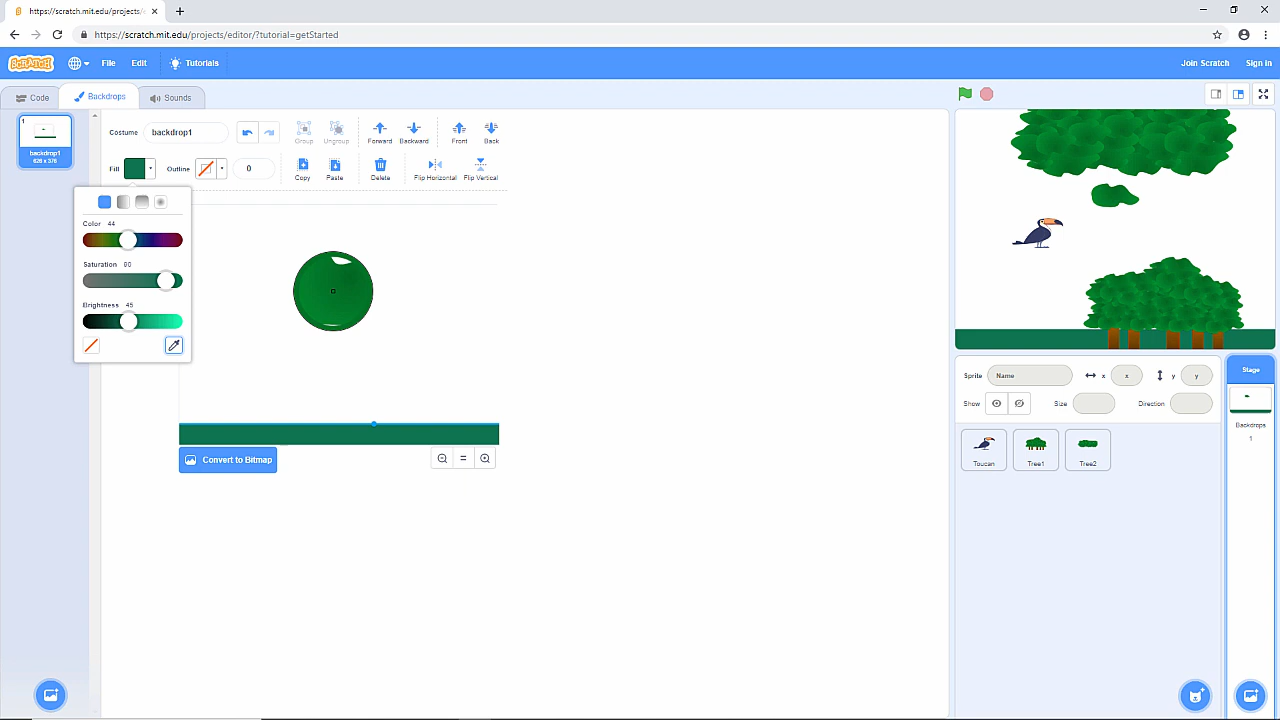 https://scratch.mit.edu/projects/
https://scratch.mit.edu/projects/editor/?tutorial=getStarted
SCRATCH
File
Edit
Tutorials
Join Scratch
Sign in
Code
Backdrops
Sounds
1
backdrop1
Costume
backdrop1
Group
Ungroup
Forward
Backward
Front
Back
Fill
Outline
0
Copy
Paste
Delete
Flip Horizontal
Flip Vertical
Color 44
Saturation
Brightness 45
Convert to Bitmap
Sprite
Name
x
x
y
y
Show
Size
Direction
Toucan
Tree1
Tree2
Stage
Backdrops
1